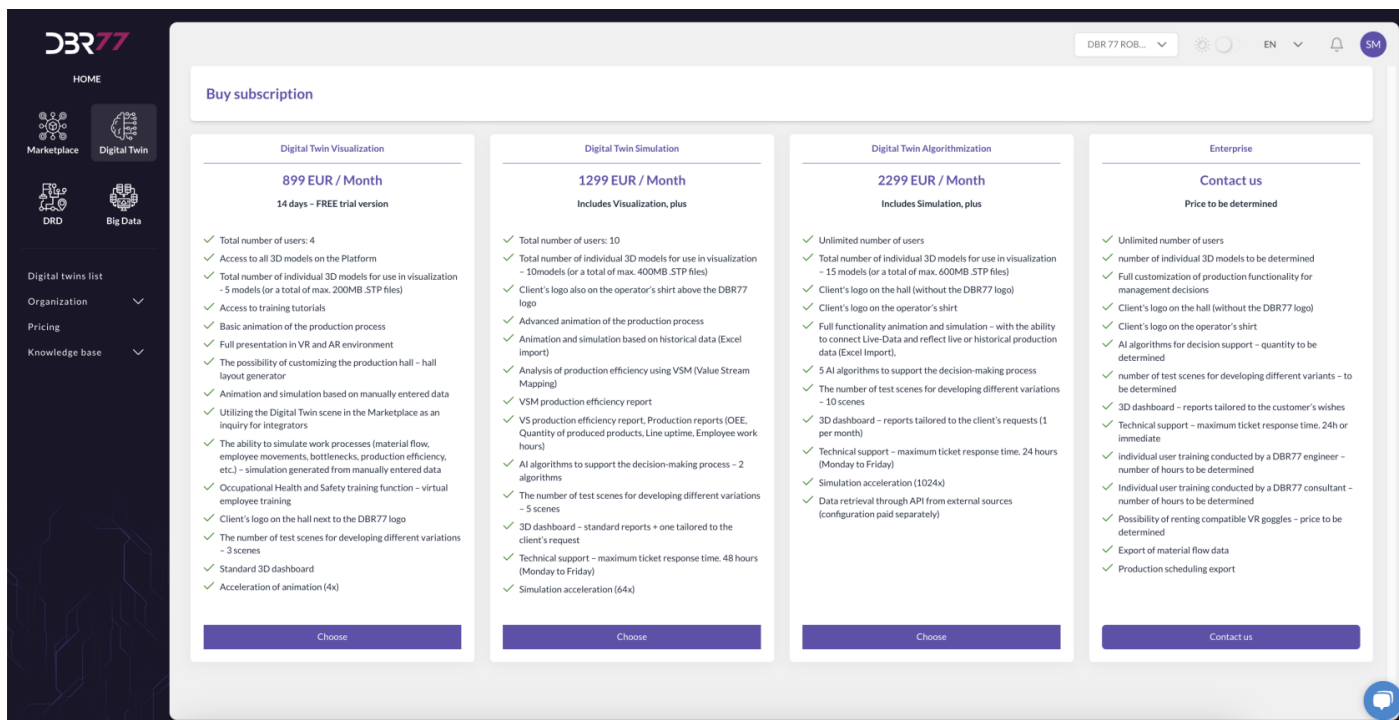 DBR77
DBR 77 ROB...
EN
SM
HOME
Marketplace
Digital Twin
DRD
Big Data
Digital twins list
Organization
Pricing
Knowledge base
Buy subscription
Digital Twin Visualization
899 EUR / Month
14 days – FREE trial version
Total number of users: 4
Access to all 3D models on the Platform
Total number of individual 3D models for use in visualization
- 5 models (or a total of max. 200MB .STP files)
Access to training tutorials
Basic animation of the production process
Full presentation in VR and AR environment
The possibility of customizing the production hall – hall
layout generator
Animation and simulation based on manually entered data
Utilizing the Digital Twin scene in the Marketplace as an
inquiry for integrators
The ability to simulate work processes (material flow,
employee movements, bottlenecks, production efficiency,
etc.) – simulation generated from manually entered data
Occupational Health and Safety training function – virtual
employee training
Client's logo on the hall next to the DBR77 logo
The number of test scenes for developing different variations
– 3 scenes
Standard 3D dashboard
Acceleration of animation (4x)
Choose
Digital Twin Simulation
1299 EUR / Month
Includes Visualization, plus
Total number of users: 10
Total number of individual 3D models for use in visualization
– 10models (or a total of max. 400MB .STP files)
Client's logo also on the operator's shirt above the DBR77
logo
Advanced animation of the production process
Animation and simulation based on historical data (Excel
import)
Analysis of production efficiency using VSM (Value Stream
Mapping)
VSM production efficiency report
VS production efficiency report, Production reports (OEE,
Quantity of produced products, Line uptime, Employee work
hours)
AI algorithms to support the decision-making process – 2
algorithms
The number of test scenes for developing different variations
– 5 scenes
3D dashboard – standard reports + one tailored to the
client's request
Technical support – maximum ticket response time. 48 hours
(Monday to Friday)
Simulation acceleration (64x)
Choose
Digital Twin Algorithmization
2299 EUR / Month
Includes Simulation, plus
Unlimited number of users
Total number of individual 3D models for use in visualization
– 15 models (or a total of max. 600MB .STP files)
Client's logo on the hall (without the DBR77 logo)
Client's logo on the operator's shirt
Full functionality animation and simulation – with the ability
to connect Live-Data and reflect live or historical production
data (Excel Import),
5 AI algorithms to support the decision-making process
The number of test scenes for developing different variations
– 10 scenes
3D dashboard – reports tailored to the client's requests (1
per month)
Technical support – maximum ticket response time. 24 hours
(Monday to Friday)
Simulation acceleration (1024x)
Data retrieval through API from external sources
(configuration paid separately)
Choose
Enterprise
Contact us
Price to be determined
Unlimited number of users
number of individual 3D models to be determined
Full customization of production functionality for
management decisions
Client's logo on the hall (without the DBR77 logo)
Client's logo on the operator's shirt
AI algorithms for decision support – quantity to be
determined
number of test scenes for developing different variants – to
be determined
3D dashboard – reports tailored to the customer's wishes
Technical support – maximum ticket response time. 24h or
immediate
individual user training conducted by a DBR77 engineer –
number of hours to be determined
Individual user training conducted by a DBR77 consultant –
number of hours to be determined
Possibility of renting compatible VR goggles – price to be
determined
Export of material flow data
Production scheduling export
Contact us